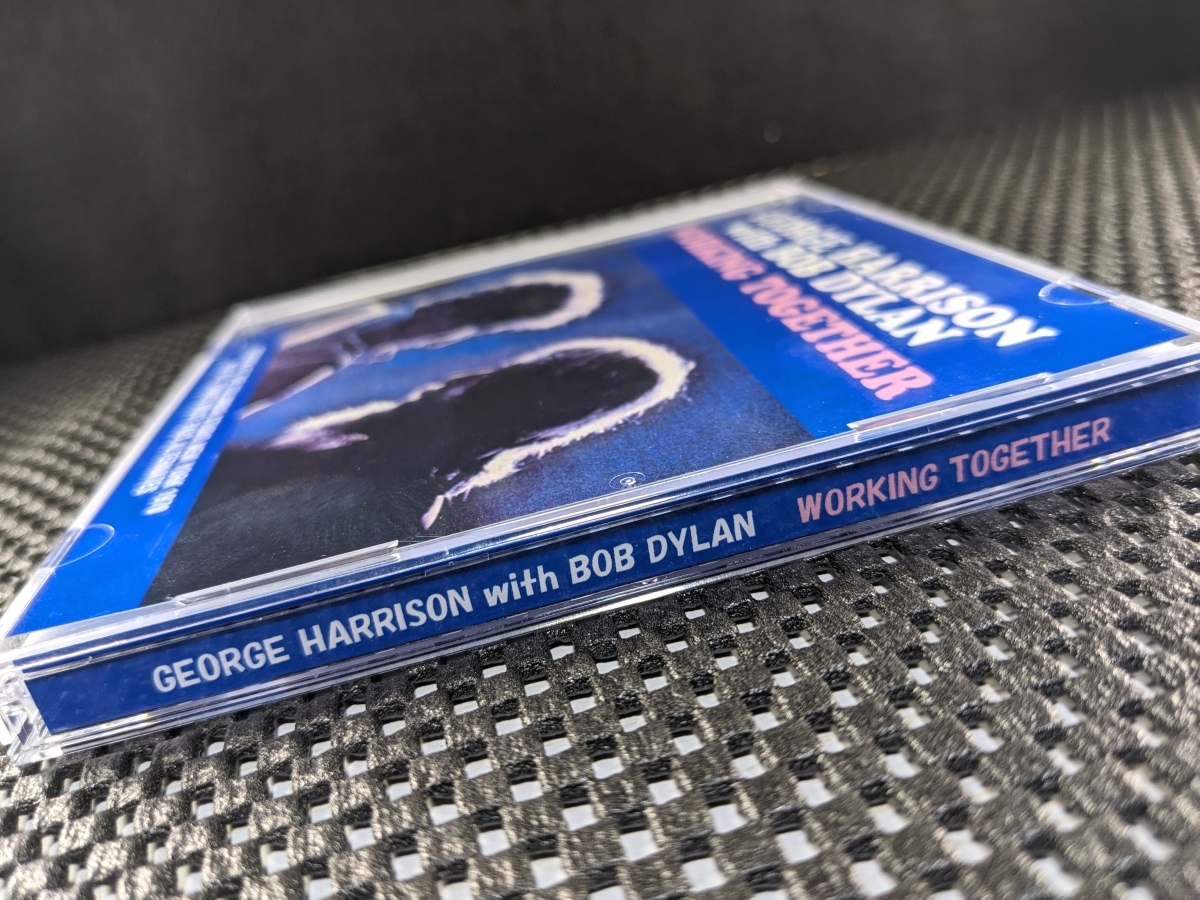 GEORGE HARRISON
with BOB DYLAN
WORKING TOGETHER
GEORGE HARRISON with BOB DYLAN WORKING TOGETHER